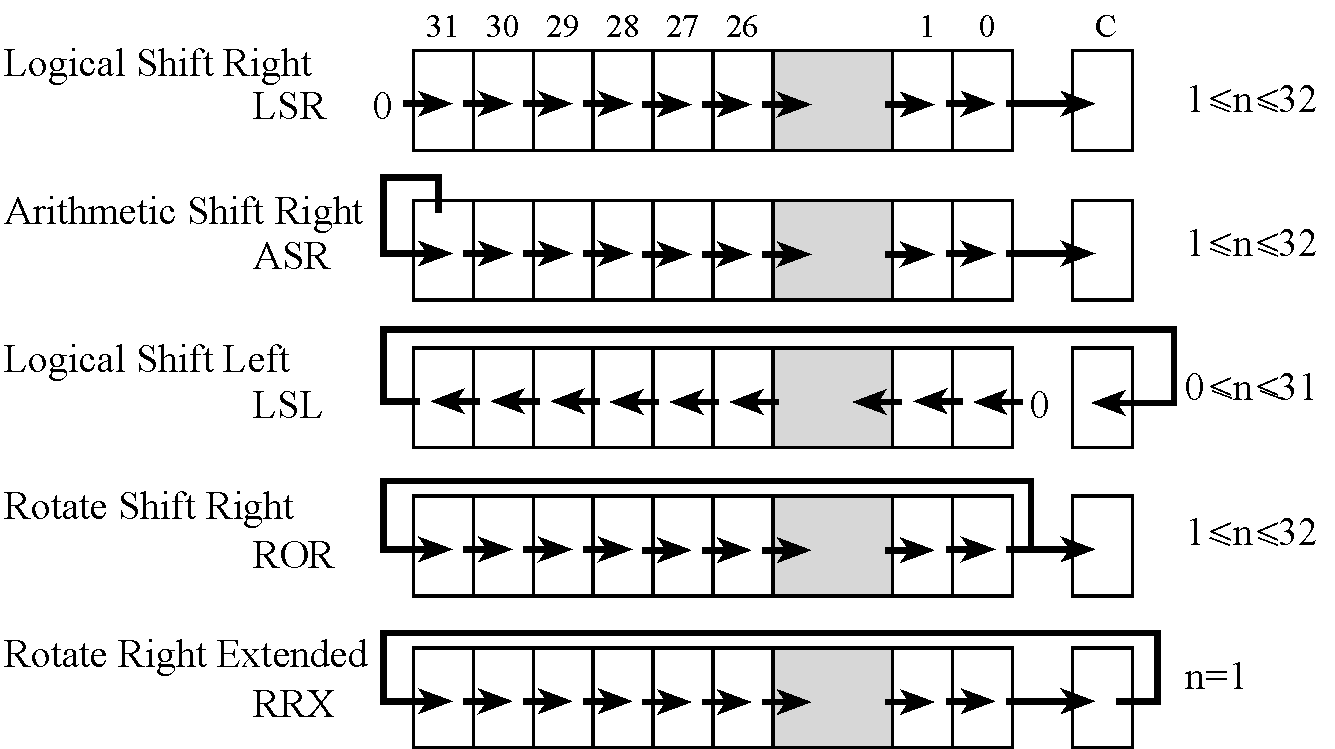 31 30 29 28 27 26 1 0 C
Logical Shift Right
LSR 0 1⩽n⩽32
Arithmetic Shift Right
ASR 1⩽n⩽32
Logical Shift Left
LSL 0 0⩽n⩽31
Rotate Shift Right
ROR 1⩽n⩽32
Rotate Right Extended
RRX n=1